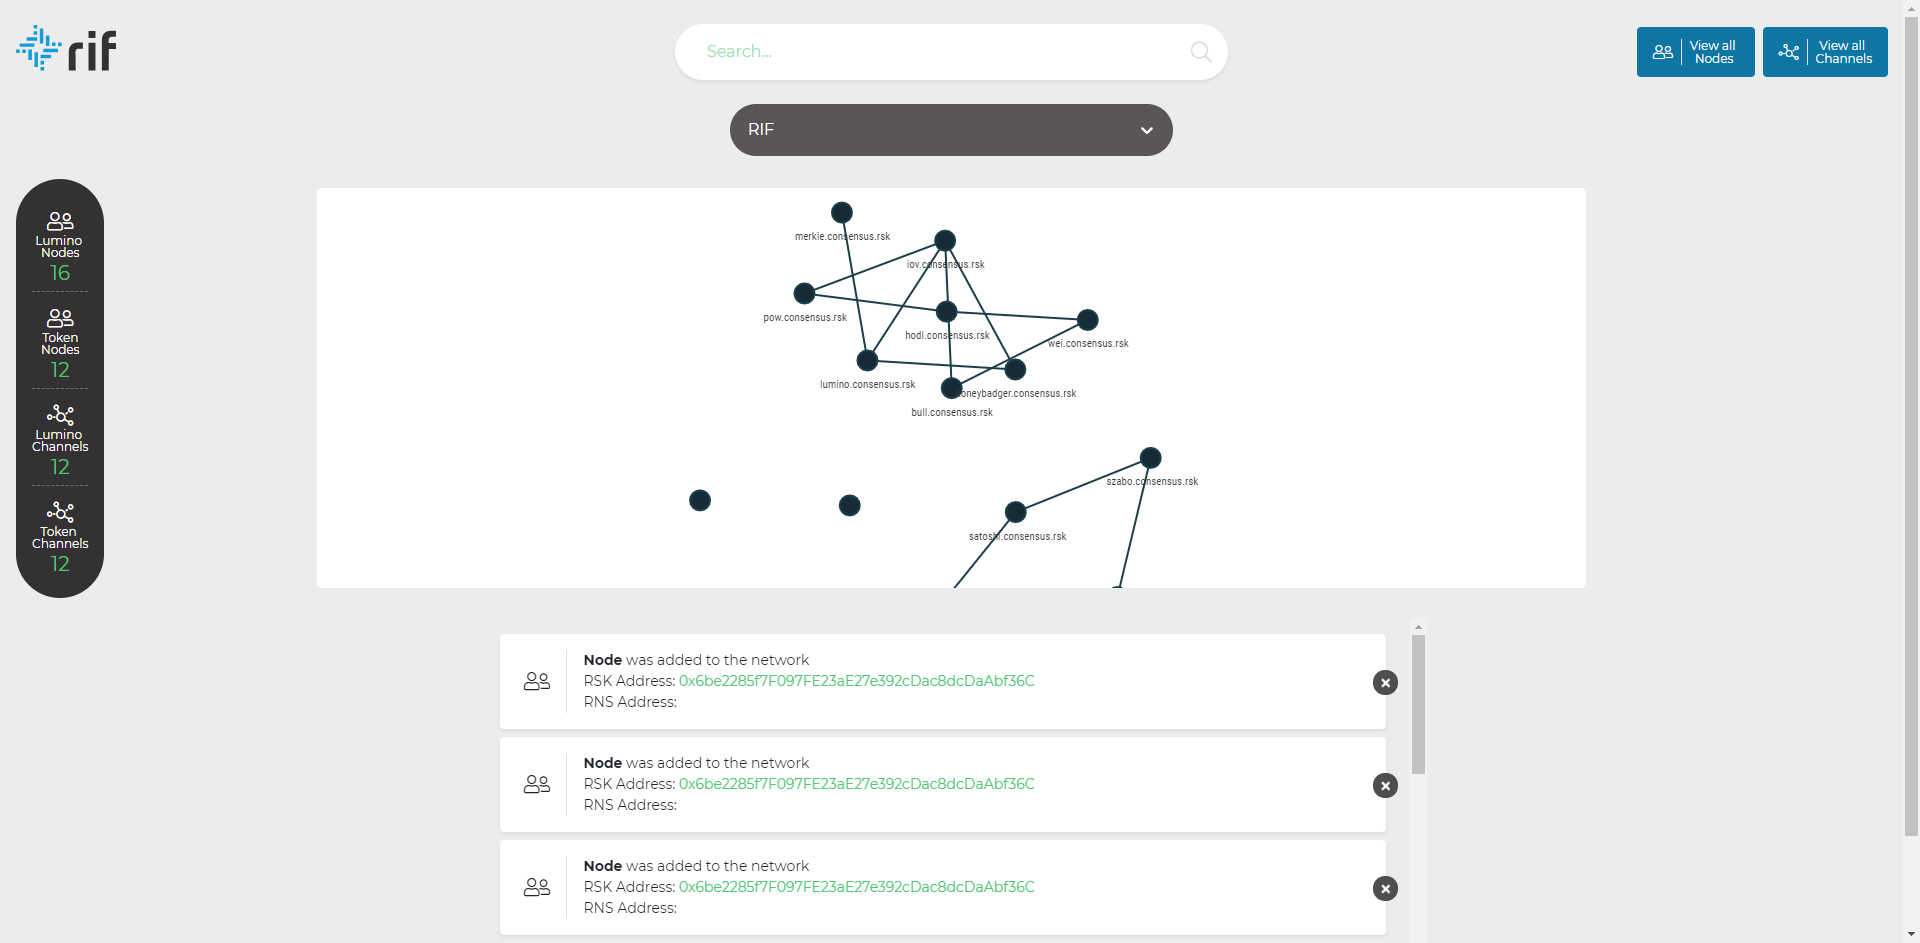 rif
Search...
View all
Nodes
View all
Channels
RIF
Lumino
Nodes
16
Token
Nodes
12
Lumino
Channels
12
Token
Channels
12
merkle.consensus.rsk
iov.consensus.rsk
pow.consensus.rsk
hodl.consensus.rsk
wei.consensus.rsk
lumino.consensus.rsk
honeybadger.consensus.rsk
bull.consensus.rsk
szabo.consensus.rsk
satoshi.consensus.rsk
Node was added to the network
RSK Address: 0x6be2285f7F097FE23aE27e392cDac8dcDaAbf36C
RNS Address:
Node was added to the network
RSK Address: 0x6be2285f7F097FE23aE27e392cDac8dcDaAbf36C
RNS Address:
Node was added to the network
RSK Address: 0x6be2285f7F097FE23aE27e392cDac8dcDaAbf36C
RNS Address: